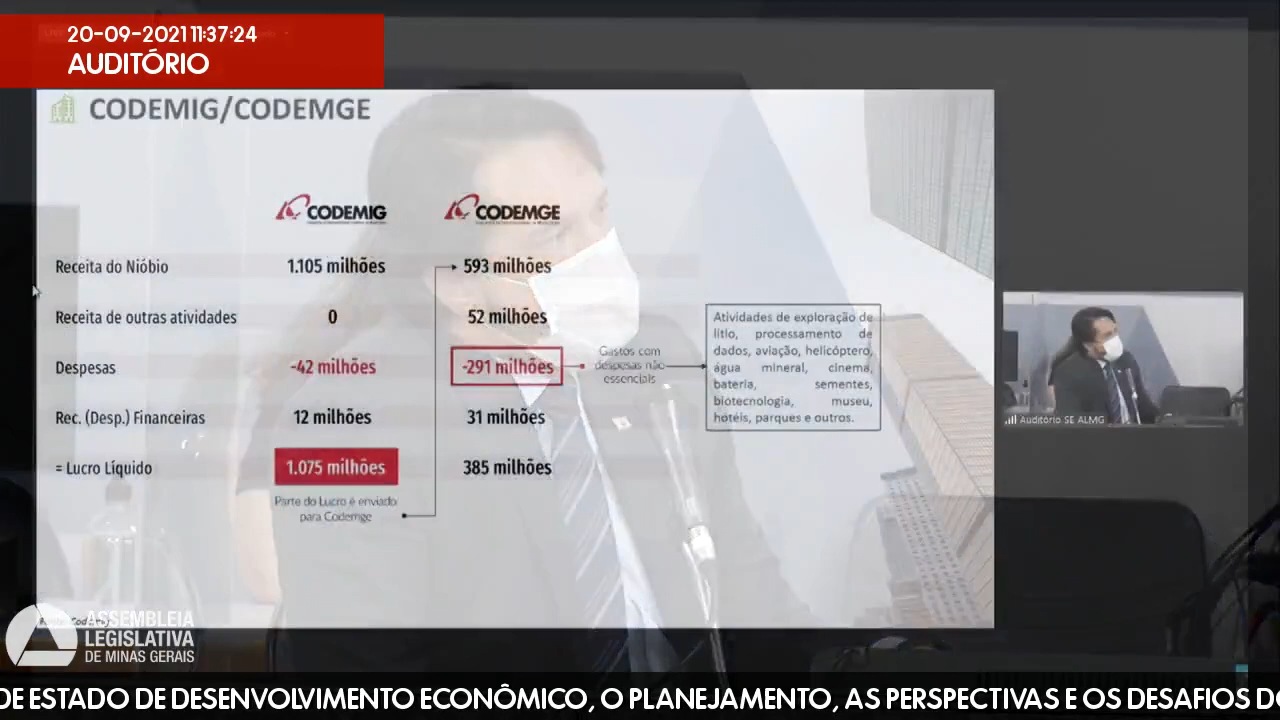 20-09-2021 11:37:24
AUDITÓRIO
CODEMIG/CODEMGE
CODEMIG CODEMGE
Receita do Nióbio 1.105 milhões 593 milhões
Receita de outras atividades 0 52 milhões
Despesas -42 milhões -291 milhões
Gastos com
despesas não
essenciais
Atividades de exploração de
lítio, processamento de
dados, aviação, helicóptero,
água mineral, cinema,
bateria, sementes,
biotecnologia, museu,
hotéis, parques e outros.
Rec. (Desp.) Financeiras 12 milhões 31 milhões
= Lucro Líquido 1.075 milhões 385 milhões
Parte do Lucro é enviado
para Codemge
Auditório SE ALMG
ASSEMBLEIA
LEGISLATIVA
DE MINAS GERAIS
DE ESTADO DE DESENVOLVIMENTO ECONÔMICO, O PLANEJAMENTO, AS PERSPECTIVAS E OS DESAFIOS